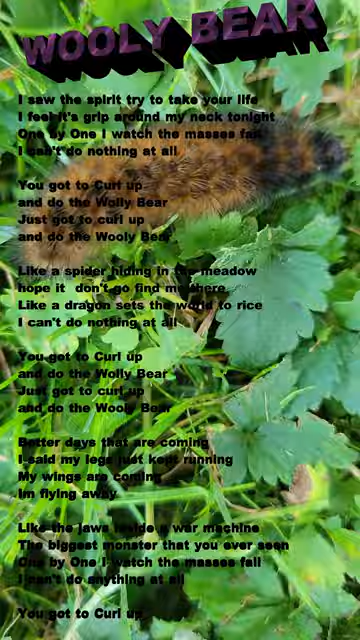 WOOLY BEAR
I saw the spirit try to take your life
I feel it's grip around my neck tonight
One by One I watch the masses fall
I can't do nothing at all
You got to Curl up
and do the Wolly Bear
Just got to curl up
and do the Wooly Bear
Like a spider hiding in the meadow
hope it don't go find me there
Like a dragon sets the world to rice
I can't do nothing at all
You got to Curl up
and do the Wolly Bear
Just got to curl up
and do the Wooly Bear
Better days that are coming
I said my legs just kept running
My wings are coming
Im flying away
Like the jaws inside a war machine
The biggest monster that you ever seen
One by One I watch the masses fall
I can't do anything at all
You got to Curl up